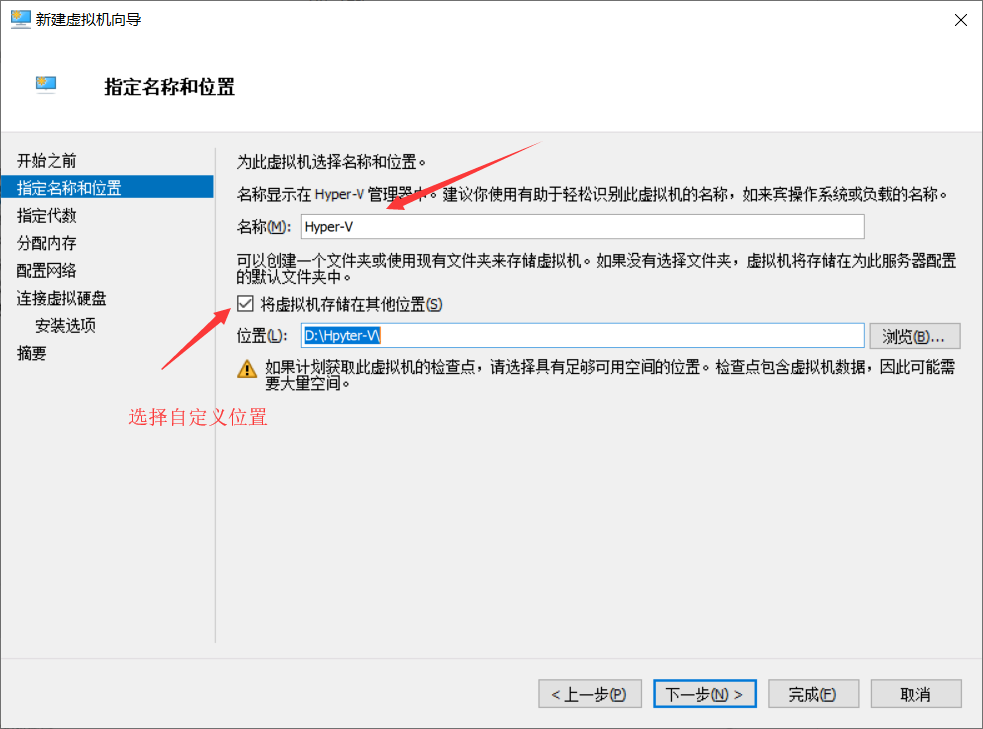 新建虚拟机向导
指定名称和位置
开始之前
指定名称和位置
指定代数
分配内存
配置网络
连接虚拟硬盘
安装选项
摘要
为此虚拟机选择名称和位置。
名称显示在 Hyper-V 管理器中。建议你使用有助于轻松识别此虚拟机的名称，如来宾操作系统或负载的名称。
名称(M): Hyper-V
可以创建一个文件夹或使用现有文件夹来存储虚拟机。如果没有选择文件夹，虚拟机将存储在为此服务器配置
的默认文件夹中。
将虚拟机存储在其他位置(S)
位置(L): D:\Hpyter-V\ 浏览(B)...
如果计划获取此虚拟机的检查点，请选择具有足够可用空间的位置。检查点包含虚拟机数据，因此可能需
要大量空间。
选择自定义位置
< 上一步(P) 下一步(N) > 完成(F) 取消